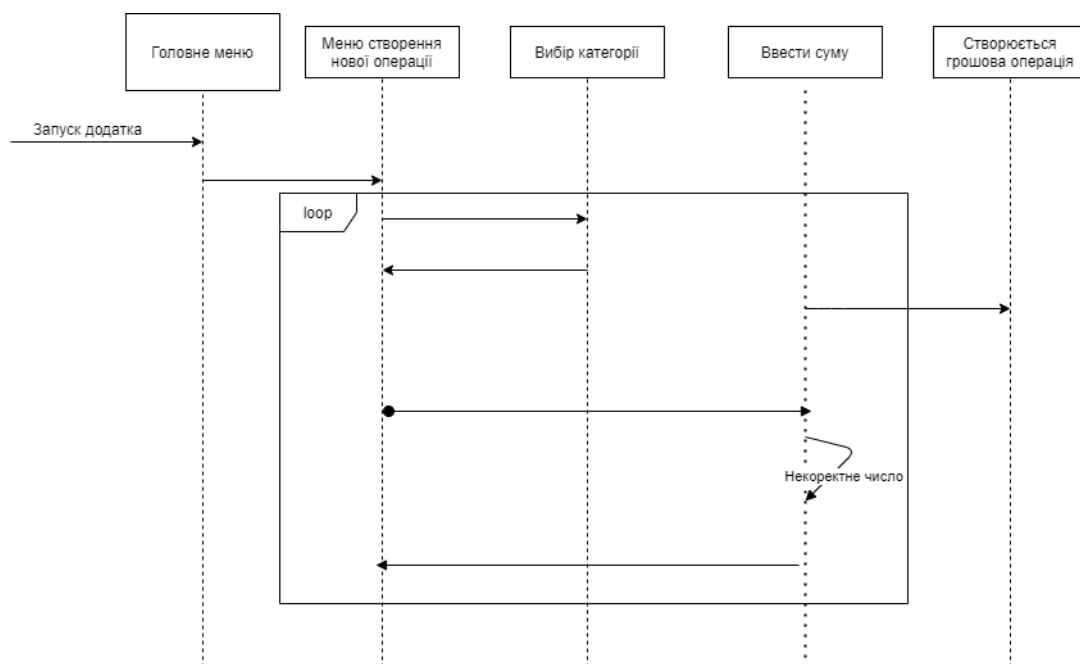 Головне меню
Меню створення
нової операції
Вибір категорії
Ввести суму
Створюється
грошова операція
Запуск додатка
loop
Некоректне число